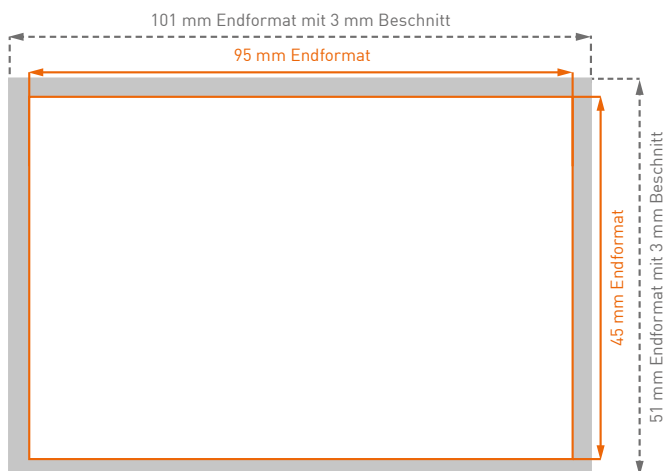 101 mm Endformat mit 3 mm Beschnitt
95 mm Endformat
45 mm Endformat
51 mm Endformat mit 3 mm Beschnitt